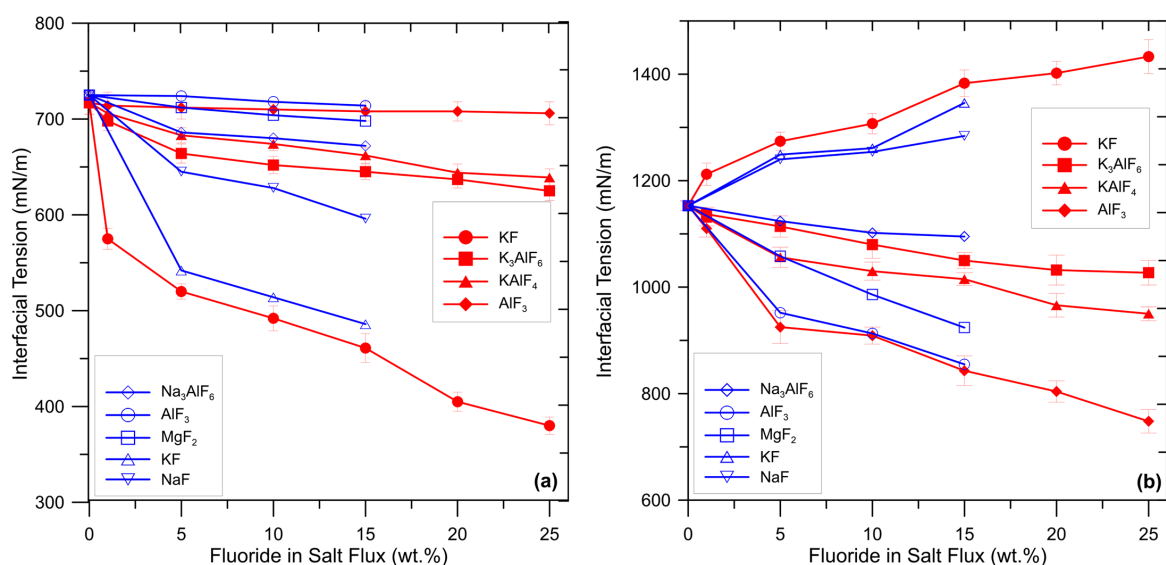 800
700
600
500
400
300
Interfacial Tension (mN/m)
KF
K₃AlF₆
KAlF₄
AlF₃
Na₃AlF₆
AlF₃
MgF₂
KF
NaF
(a)
0 5 10 15 20 25
Fluoride in Salt Flux (wt.%)
1400
1200
1000
800
600
Interfacial Tension (mN/m)
KF
K₃AlF₆
KAlF₄
AlF₃
Na₃AlF₆
AlF₃
MgF₂
KF
NaF
(b)
0 5 10 15 20 25
Fluoride in Salt Flux (wt.%)